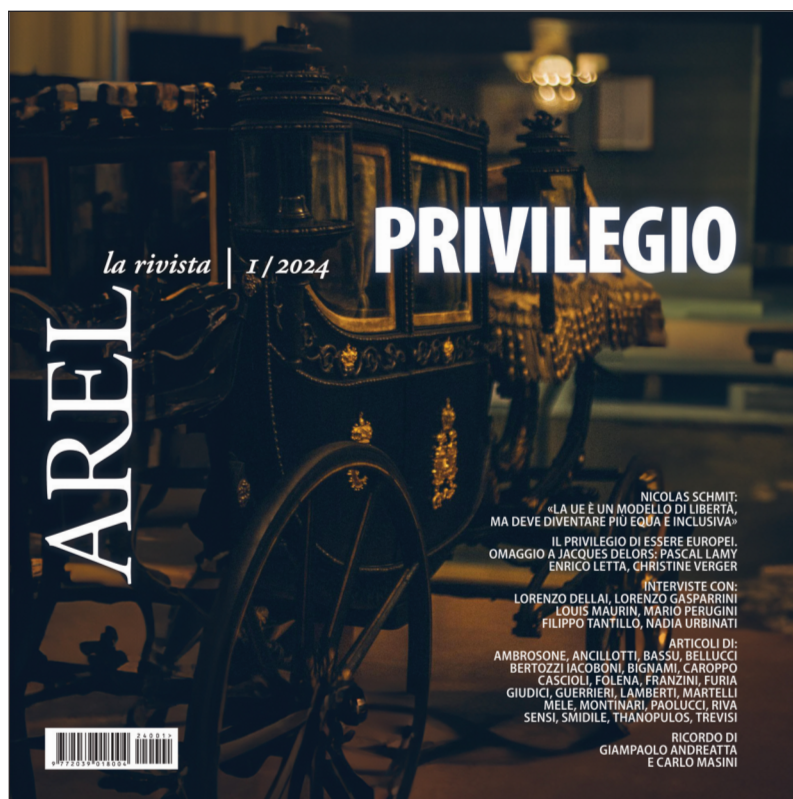 PRIVILEGIO
la rivista | 1/2024
AREL
NICOLAS SCHMIT:
«LA UE È UN MODELLO DI LIBERTÀ,
MA DEVE DIVENTARE PIÙ EQUA E INCLUSIVA»
IL PRIVILEGIO DI ESSERE EUROPEI.
OMAGGIO A JACQUES DELORS: PASCAL LAMY
ENRICO LETTA, CHRISTINE VERGER
INTERVISTE CON:
LORENZO DELLAI, LORENZO GASPARRINI
LOUIS MAURIN, MARIO PERUGINI
FILIPPO TANTILLO, NADIA URBINATI
ARTICOLI DI:
AMBROSONE, ANCILLOTTI, BASSU, BELLUCCI
BERTOZZI IACOBONI, BIGNAMI, CAROPPO
CASCIOLI, FOLENA, FRANZINI, FURIA
GIUDICI, GUERRIERI, LAMBERTI, MARTELLI
MELE, MONTINARI, PAOLUCCI, RIVA
SENSI, SMIDILE, THANOPULOS, TREVISI
RICORDO DI
GIAMPAOLO ANDREATTA
E CARLO MASINI
24001>
9 772039 018004